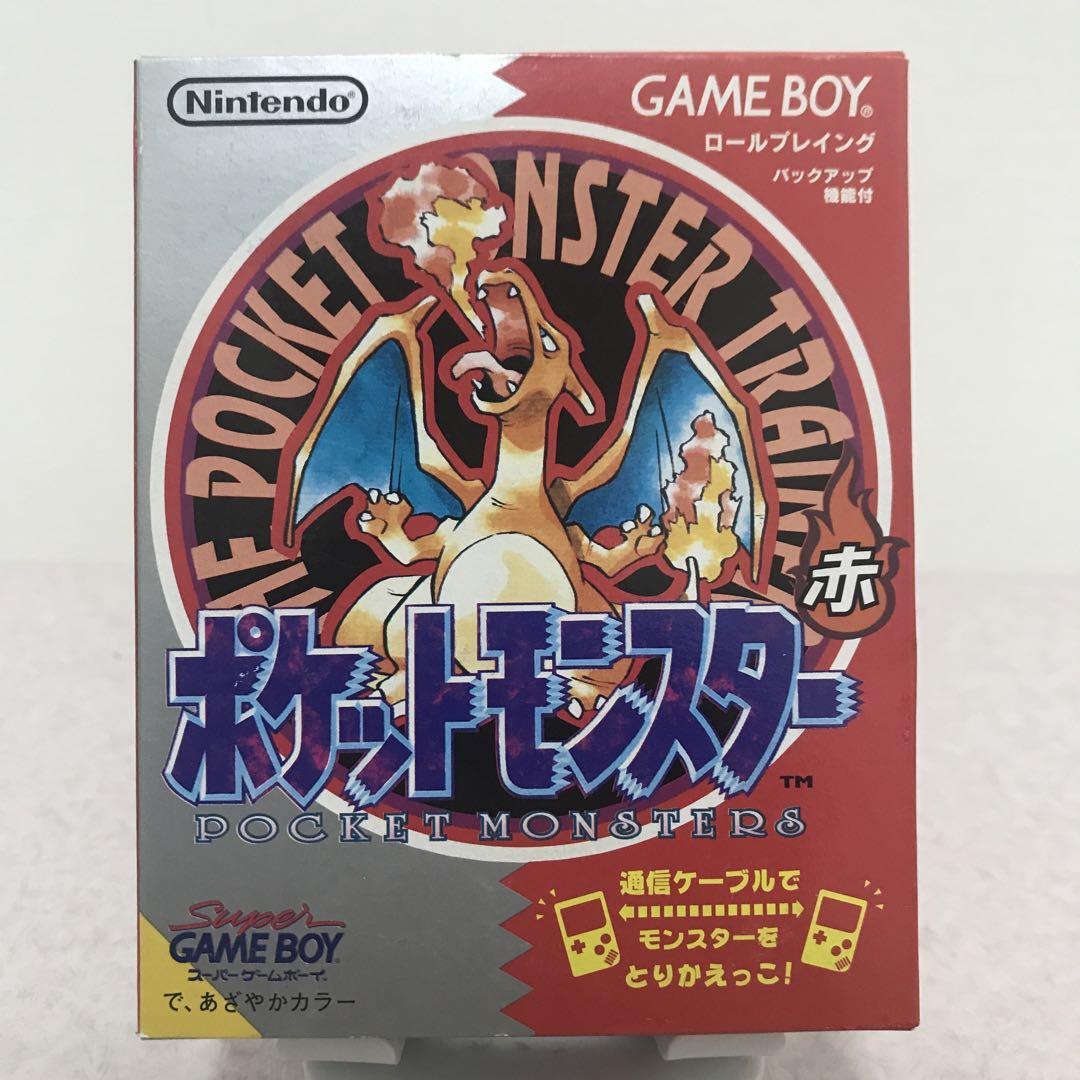 Nintendo®
GAME BOY®
ロールプレイング
バックアップ
機能付
POCKET MONSTER
赤
ポケットモンスター
TM
POCKET MONSTERS
通信ケーブルで
モンスターを
とりかえっこ!
Super
GAME BOY
スーパーゲームボーイ
で、あざやかカラー